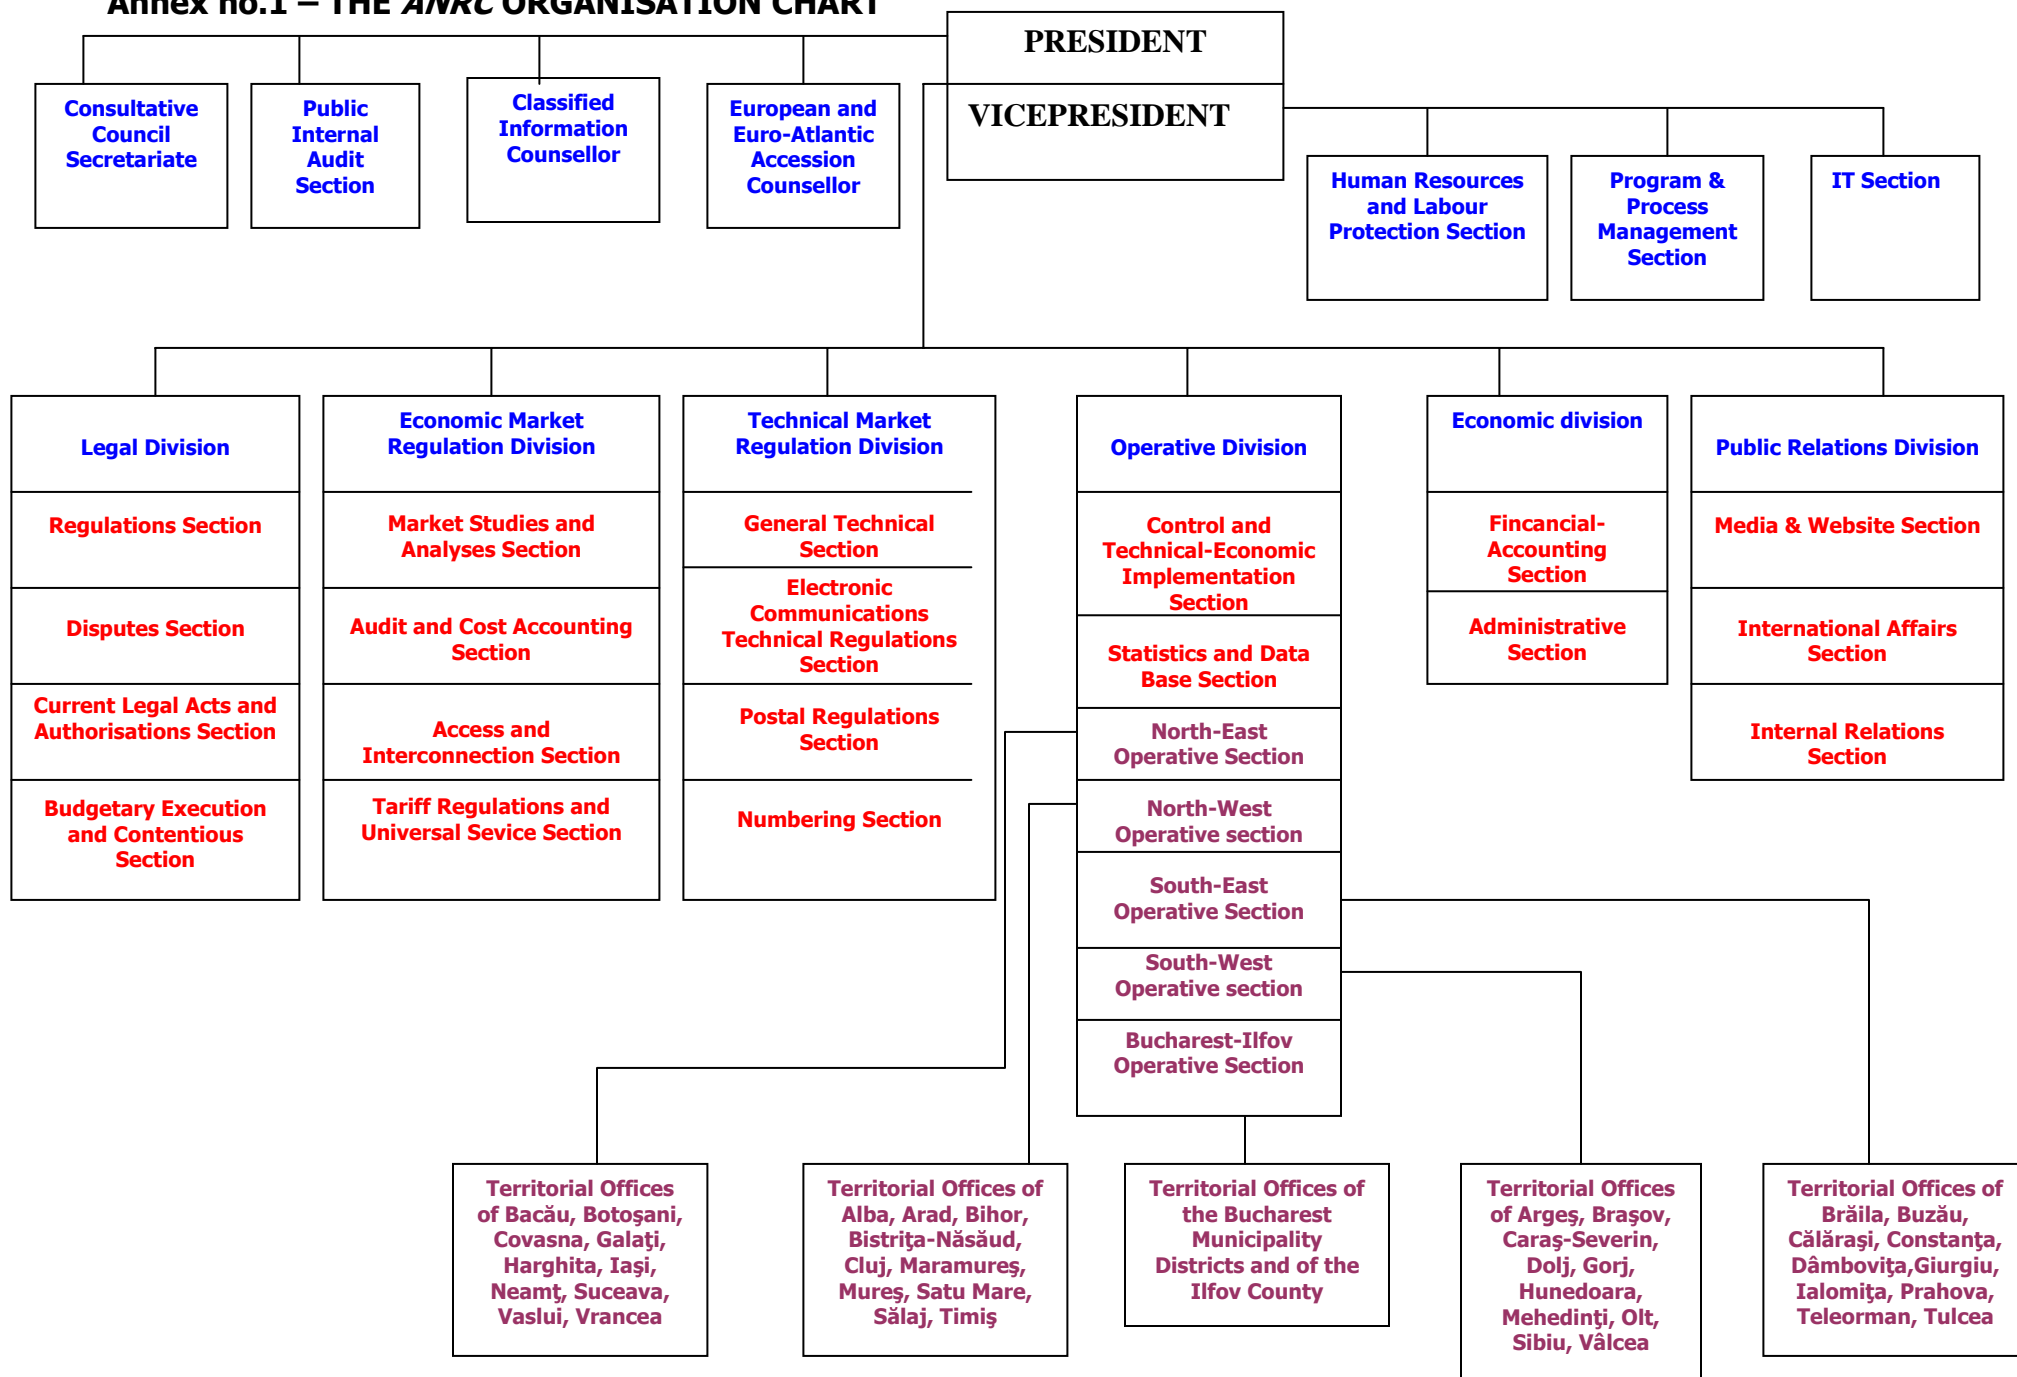 Annex no.1 – THE ANRC ORGANISATION CHART
PRESIDENT
VICEPRESIDENT
Consultative
Council
Secretariate
Public
Internal
Audit
Section
Classified
Information
Counsellor
European and
Euro-Atlantic
Accession
Counsellor
Human Resources
and Labour
Protection Section
Program &
Process
Management
Section
IT Section
Legal Division
Regulations Section
Disputes Section
Current Legal Acts and
Authorisations Section
Budgetary Execution
and Contentious
Section
Economic Market
Regulation Division
Market Studies and
Analyses Section
Audit and Cost Accounting
Section
Access and
Interconnection Section
Tariff Regulations and
Universal Sevice Section
Technical Market
Regulation Division
General Technical
Section
Electronic
Communications
Technical Regulations
Section
Postal Regulations
Section
Numbering Section
Operative Division
Control and
Technical-Economic
Implementation
Section
Statistics and Data
Base Section
North-East
Operative Section
North-West
Operative section
South-East
Operative Section
South-West
Operative section
Bucharest-Ilfov
Operative Section
Economic division
Fincancial-
Accounting
Section
Administrative
Section
Public Relations Division
Media & Website Section
International Affairs
Section
Internal Relations
Section
Territorial Offices
of Bacău, Botoşani,
Covasna, Galaţi,
Harghita, Iaşi,
Neamţ, Suceava,
Vaslui, Vrancea
Territorial Offices of
Alba, Arad, Bihor,
Bistriţa-Năsăud,
Cluj, Maramureş,
Mureş, Satu Mare,
Sălaj, Timiş
Territorial Offices of
the Bucharest
Municipality
Districts and of the
Ilfov County
Territorial Offices
of Argeş, Braşov,
Caraş-Severin,
Dolj, Gorj,
Hunedoara,
Mehedinţi, Olt,
Sibiu, Vâlcea
Territorial Offices of
Brăila, Buzău,
Călăraşi, Constanţa,
Dâmboviţa,Giurgiu,
Ialomiţa, Prahova,
Teleorman, Tulcea